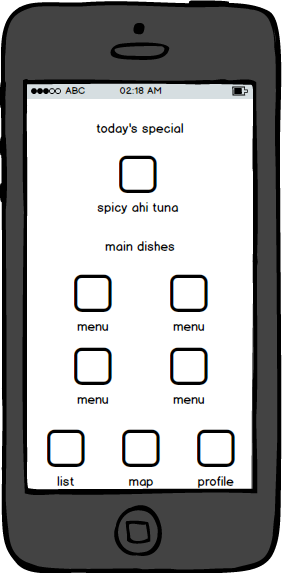 ABC 02:18 AM
today's special
spicy ahi tuna
main dishes
menu menu
menu menu
list map profile